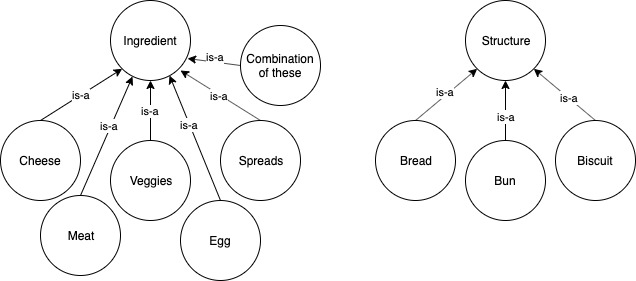 Ingredient
Structure
is-a
Combination
of these
is-a
is-a
is-a
is-a
is-a
is-a
is-a
is-a
Cheese
Veggies
Spreads
Bread
Bun
Biscuit
Meat
Egg